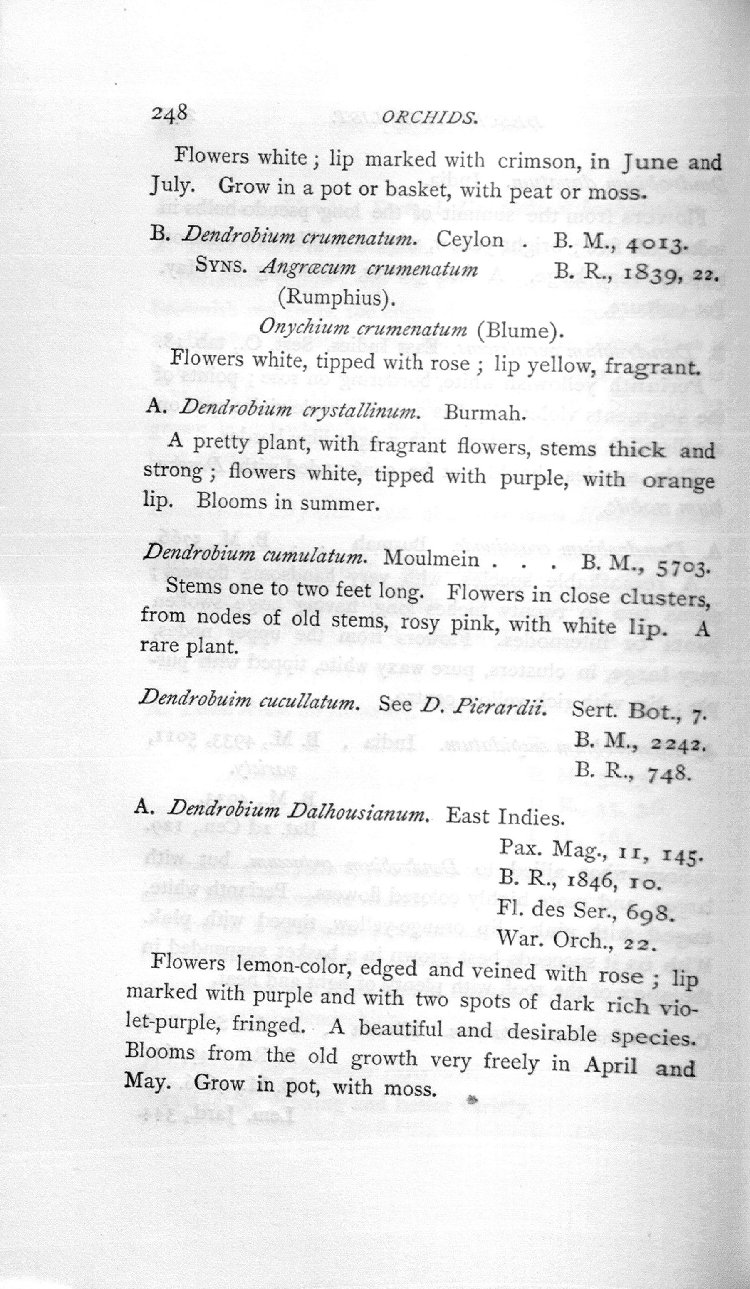 248 ORCHIDS.
Flowers white; lip marked with crimson, in June and
July. Grow in a pot or basket, with peat or moss.
B. Dendrobium crumenatum. Ceylon . B. M., 4013.
SYNS. Angræcum crumenatum B. R., 1839, 22.
(Rumphius).
Onychium crumenatum (Blume).
Flowers white, tipped with rose; lip yellow, fragrant.
A. Dendrobium crystallinum. Burmah.
A pretty plant, with fragrant flowers, stems thick and
strong; flowers white, tipped with purple, with orange
lip. Blooms in summer.
Dendrobium cumulatum. Moulmein . . . B. M., 5703.
Stems one to two feet long. Flowers in close clusters,
from nodes of old stems, rosy pink, with white lip. A
rare plant.
Dendrobuim cucullatum. See D. Pierardii. Sert. Bot., 7.
B. M., 2242.
B. R., 748.
A. Dendrobium Dalhousianum. East Indies.
Pax. Mag., 11, 145.
B. R., 1846, 10.
Fl. des Ser., 698.
War. Orch., 22.
Flowers lemon-color, edged and veined with rose; lip
marked with purple and with two spots of dark rich vio-
let-purple, fringed. A beautiful and desirable species.
Blooms from the old growth very freely in April and
May. Grow in pot, with moss.